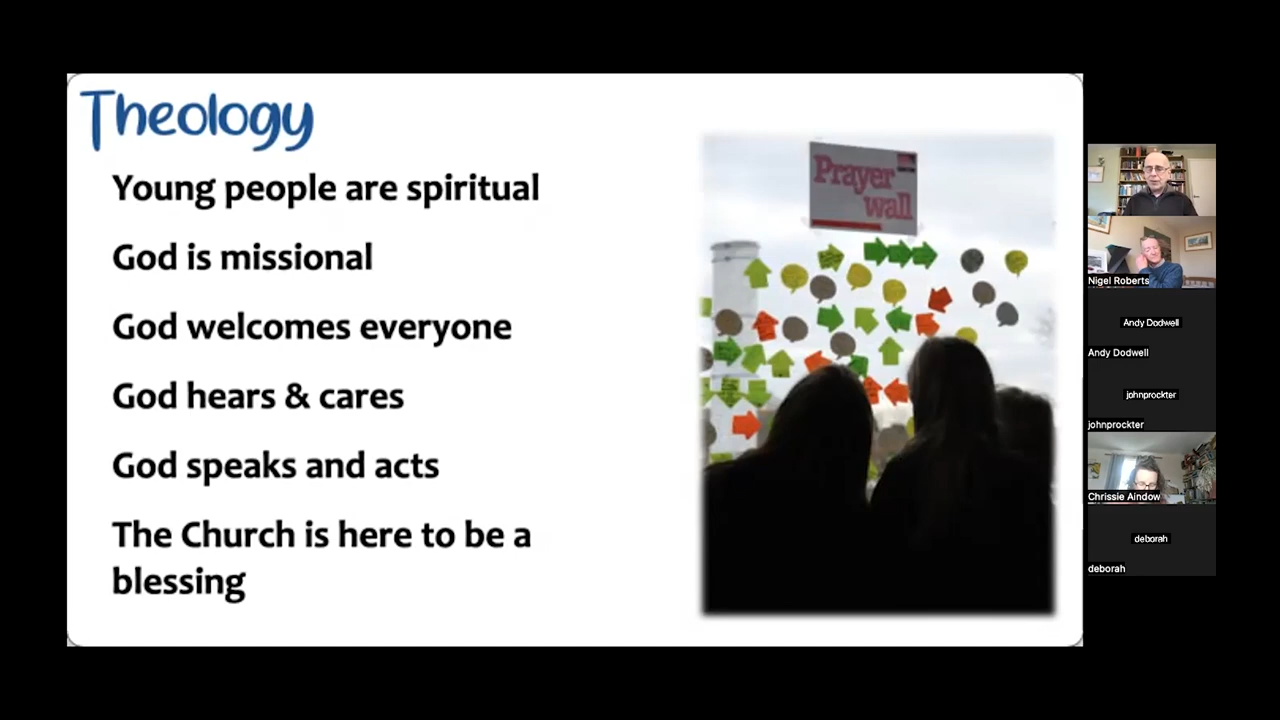 Theology
Young people are spiritual
God is missional
God welcomes everyone
God hears & cares
God speaks and acts
The Church is here to be a
blessing
Prayer
wall
Nigel Roberts
Andy Dodwell
Andy Dodwell
johnprockter
johnprockter
Chrissie Aindow
deborah
deborah